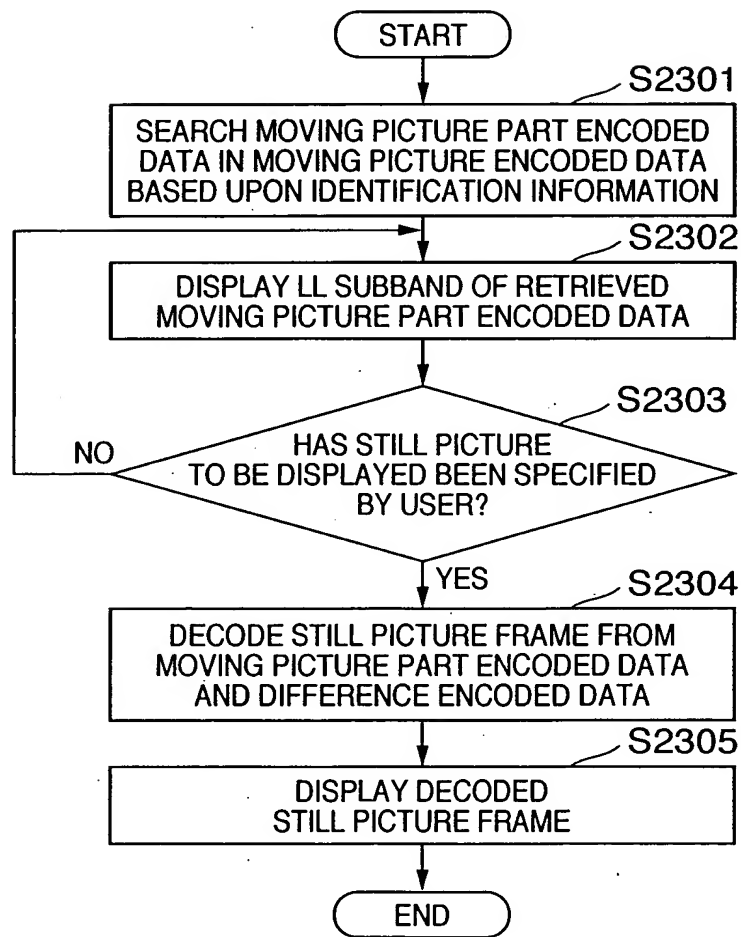 START
S2301
SEARCH MOVING PICTURE PART ENCODED
DATA IN MOVING PICTURE ENCODED DATA
BASED UPON IDENTIFICATION INFORMATION
S2302
DISPLAY LL SUBBAND OF RETRIEVED
MOVING PICTURE PART ENCODED DATA
S2303
HAS STILL PICTURE
TO BE DISPLAYED BEEN SPECIFIED
BY USER?
NO
YES
S2304
DECODE STILL PICTURE FRAME FROM
MOVING PICTURE PART ENCODED DATA
AND DIFFERENCE ENCODED DATA
S2305
DISPLAY DECODED
STILL PICTURE FRAME
END